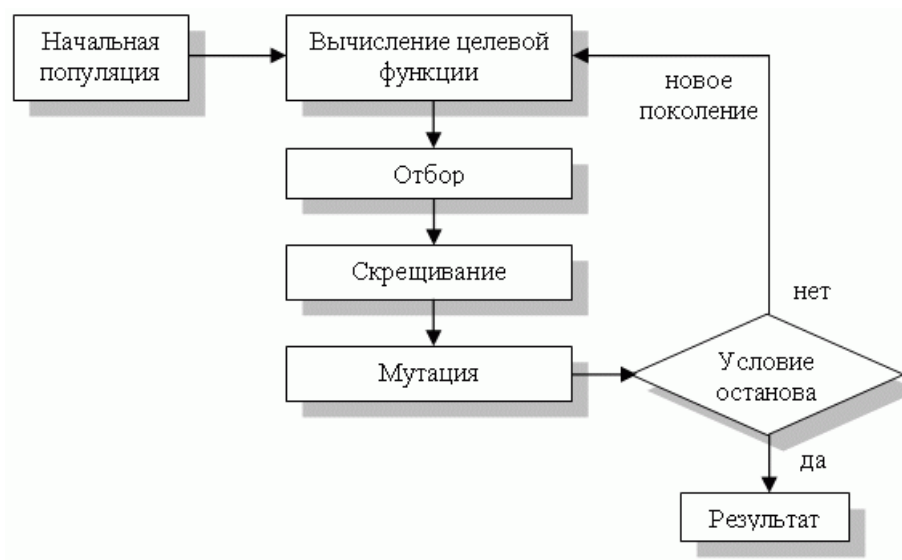 Начальная
популяция
Вычисление целевой
функции
новое
поколение
Отбор
Скрещивание
нет
Мутация
Условие
останова
да
Результат